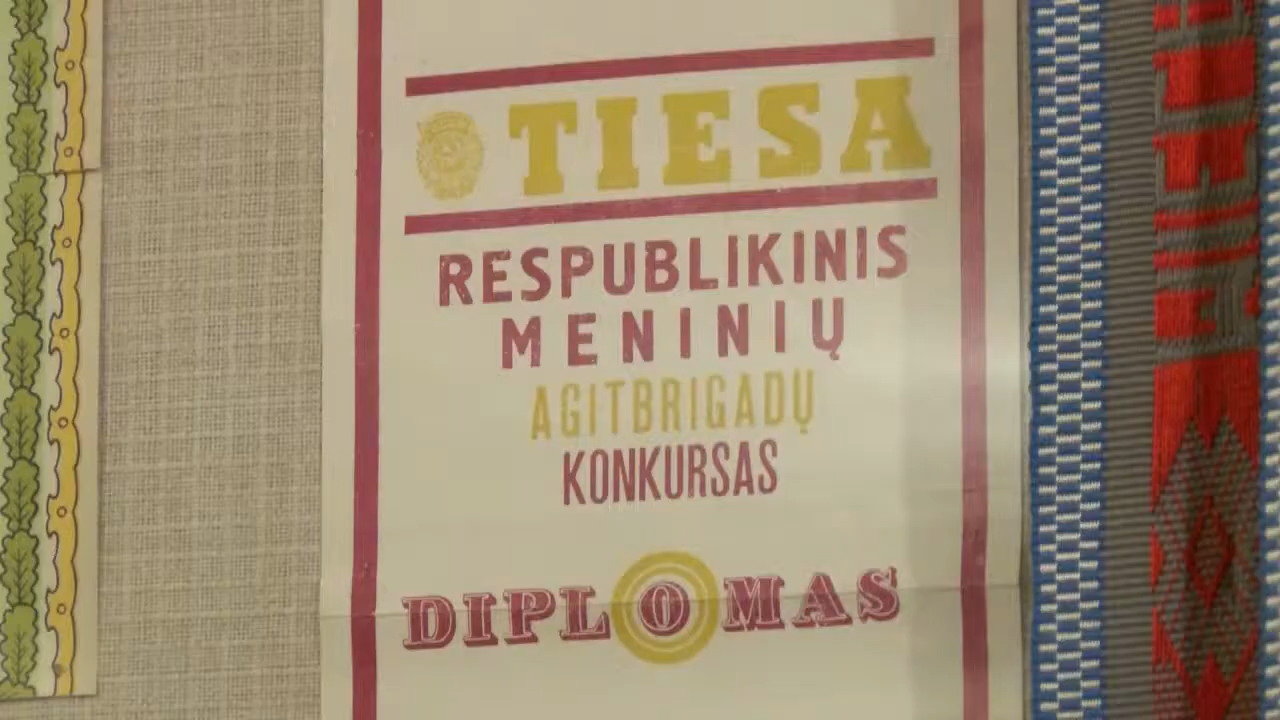 TIESA
RESPUBLIKINIS
MENINIŲ
AGITBRIGADŲ
KONKURSAS
DIPLOMAS